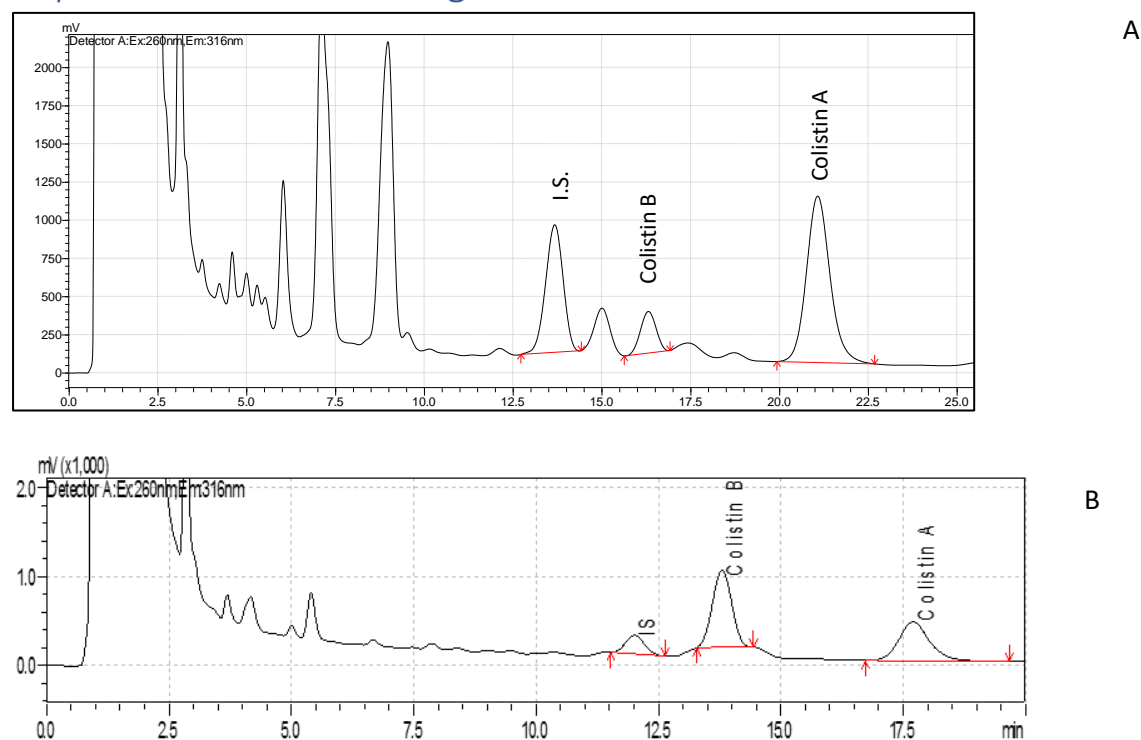 mV
Detector A:Ex:260nm,Em:316nm
A
2000
1750
1500
1250
1000
750
500
250
0
I.S.
Colistin B
Colistin A
0.0 2.5 5.0 7.5 10.0 12.5 15.0 17.5 20.0 22.5 25.0
mV (x1,000)
Detector A:Ex:260nm,Em:316nm
B
2.0
1.0
0.0
IS
Colistin B
Colistin A
0.0 2.5 5.0 7.5 10.0 12.5 15.0 17.5 min